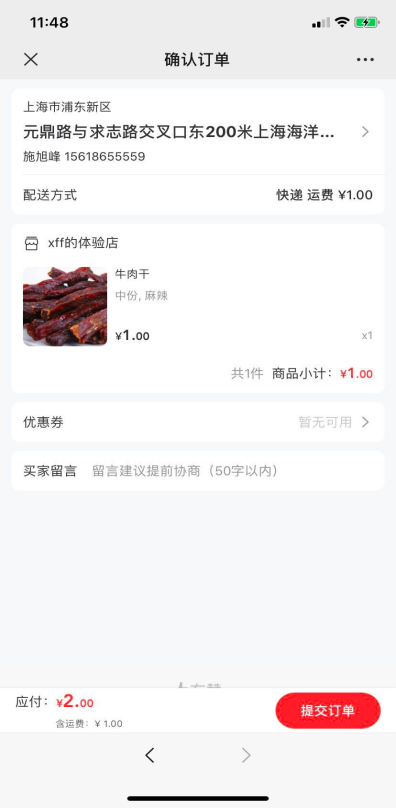 11:48
确认订单
上海市浦东新区
元鼎路与求志路交叉口东200米上海海洋...
施旭峰 15618655559
配送方式 快递 运费 ¥1.00
xff的体验店
牛肉干
中份, 麻辣
¥1.00 x1
共1件 商品小计: ¥1.00
优惠券 暂无可用
买家留言 留言建议提前协商（50字以内）
应付: ¥2.00
含运费: ¥ 1.00
提交订单